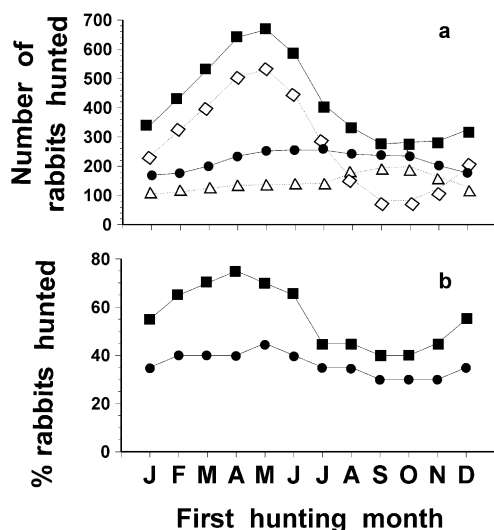 a
Number of
rabbits hunted
700
600
500
400
300
200
100
0
b
% rabbits hunted
80
60
40
20
0
J F M A M J J A S O N D
First hunting month